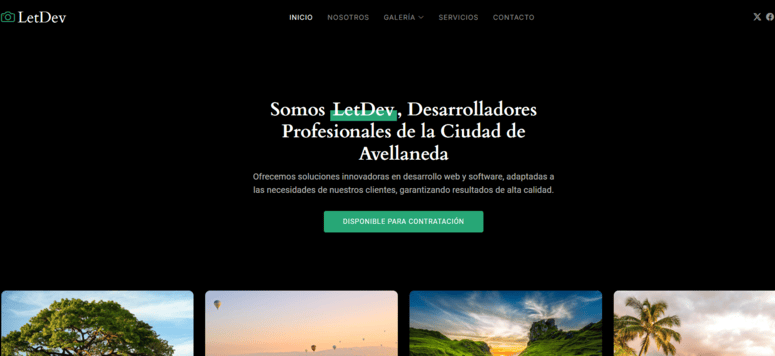 LetDev
INICIO NOSOTROS GALERÍA SERVICIOS CONTACTO
Somos LetDev, Desarrolladores
Profesionales de la Ciudad de
Avellaneda
Ofrecemos soluciones innovadoras en desarrollo web y software, adaptadas a
las necesidades de nuestros clientes, garantizando resultados de alta calidad.
DISPONIBLE PARA CONTRATACIÓN